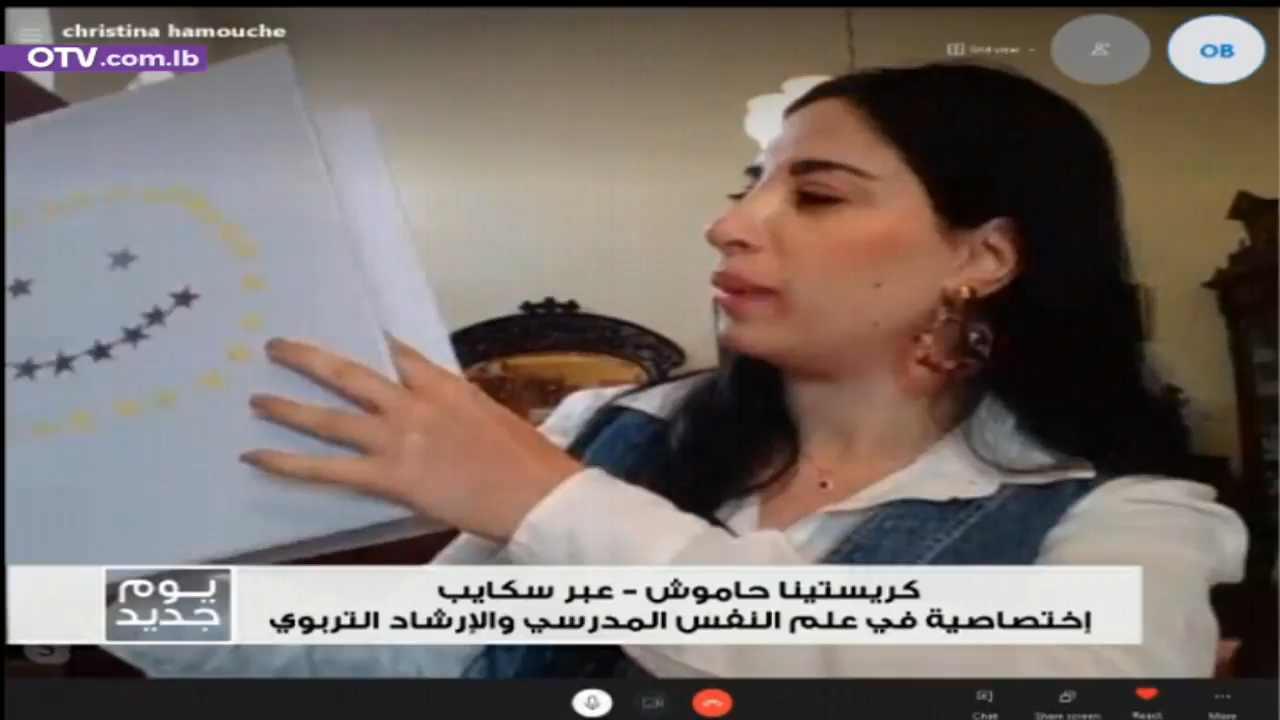 christina hamouche
OTV.com.lb
Grid view
OB
كريستينا حاموش - عبر سكايب
إختصاصية في علم النفس المدرسي والإرشاد التربوي
يوم
جديد
Chat
Share screen
React
More